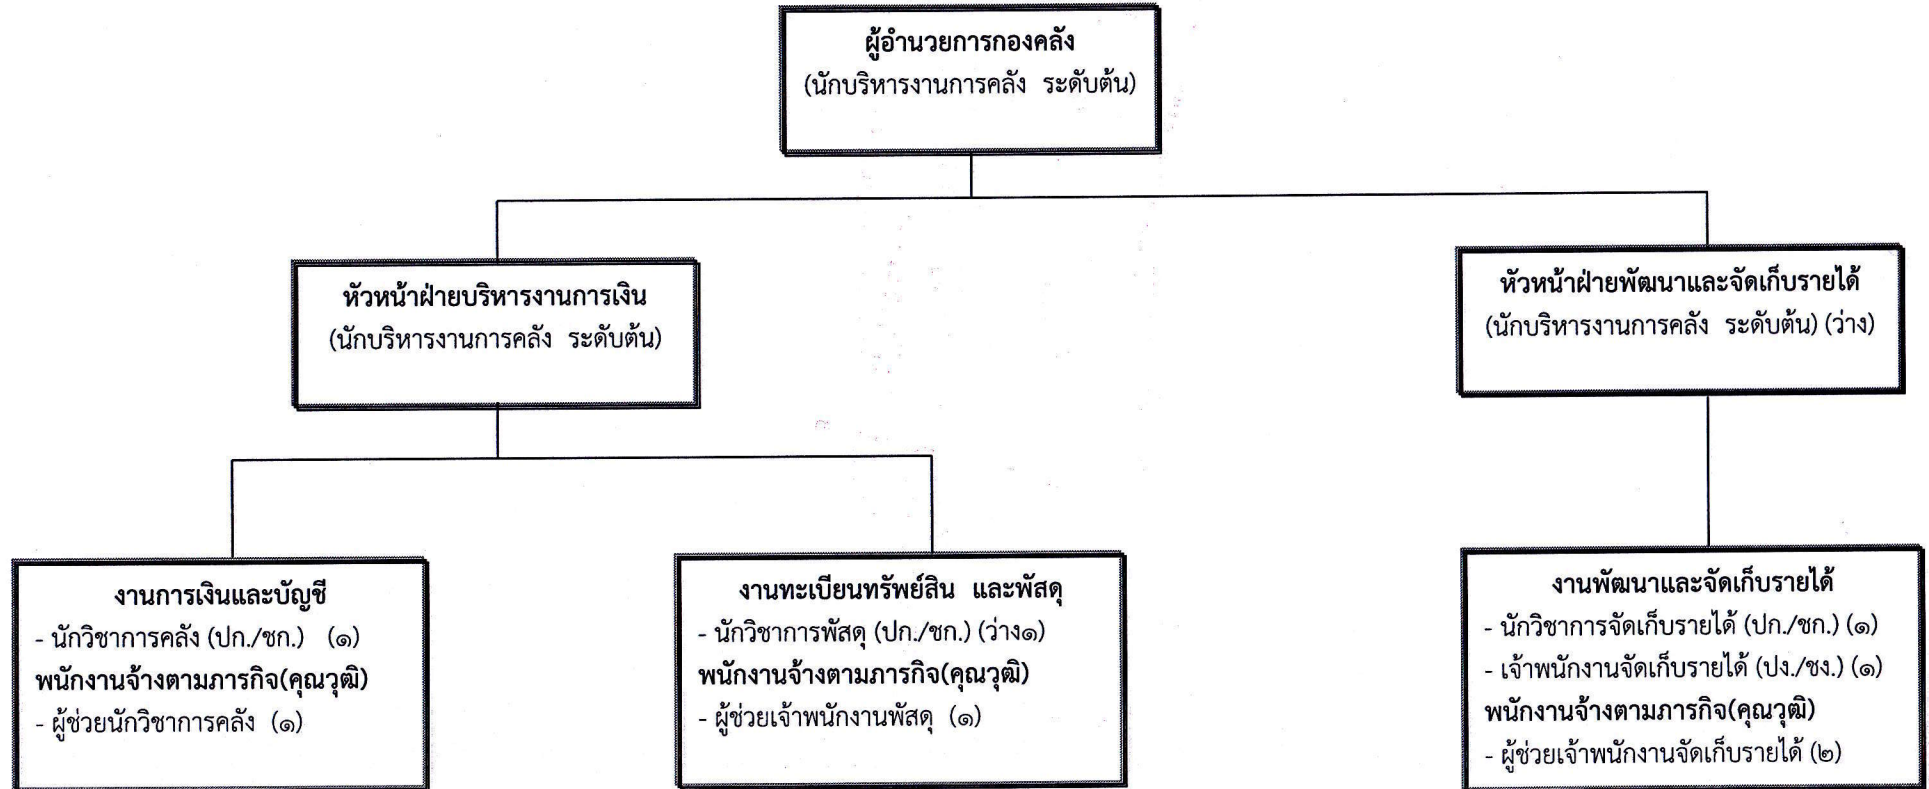 ผู้อำนวยการกองคลัง
(นักบริหารงานการคลัง ระดับต้น)
หัวหน้าฝ่ายบริหารงานการเงิน
(นักบริหารงานการคลัง ระดับต้น)
หัวหน้าฝ่ายพัฒนาและจัดเก็บรายได้
(นักบริหารงานการคลัง ระดับต้น) (ว่าง)
งานการเงินและบัญชี
- นักวิชาการคลัง (ปก./ชก.) (๑)
พนักงานจ้างตามภารกิจ(คุณวุฒิ)
- ผู้ช่วยนักวิชาการคลัง (๑)
งานทะเบียนทรัพย์สิน และพัสดุ
- นักวิชาการพัสดุ (ปก./ชก.) (ว่าง๑)
พนักงานจ้างตามภารกิจ(คุณวุฒิ)
- ผู้ช่วยเจ้าพนักงานพัสดุ (๑)
งานพัฒนาและจัดเก็บรายได้
- นักวิชาการจัดเก็บรายได้ (ปก./ชก.) (๑)
- เจ้าพนักงานจัดเก็บรายได้ (ปง./ชง.) (๑)
พนักงานจ้างตามภารกิจ(คุณวุฒิ)
- ผู้ช่วยเจ้าพนักงานจัดเก็บรายได้ (๒)